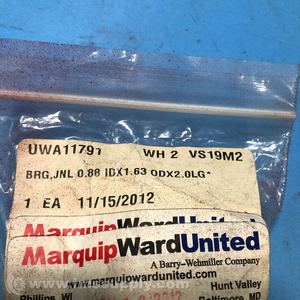 UWA11791 WH 2 VS19M2
BRG,JNL 0.88 IDX1.63 ODX2.0LG*
1 EA 11/15/2012
MarquipWardUnited
MarquipWardUnited
A Barry-Wehmiller Company
www.marquipwardunited.com
Hunt Valley
Phillips, WI Baltimore, MD